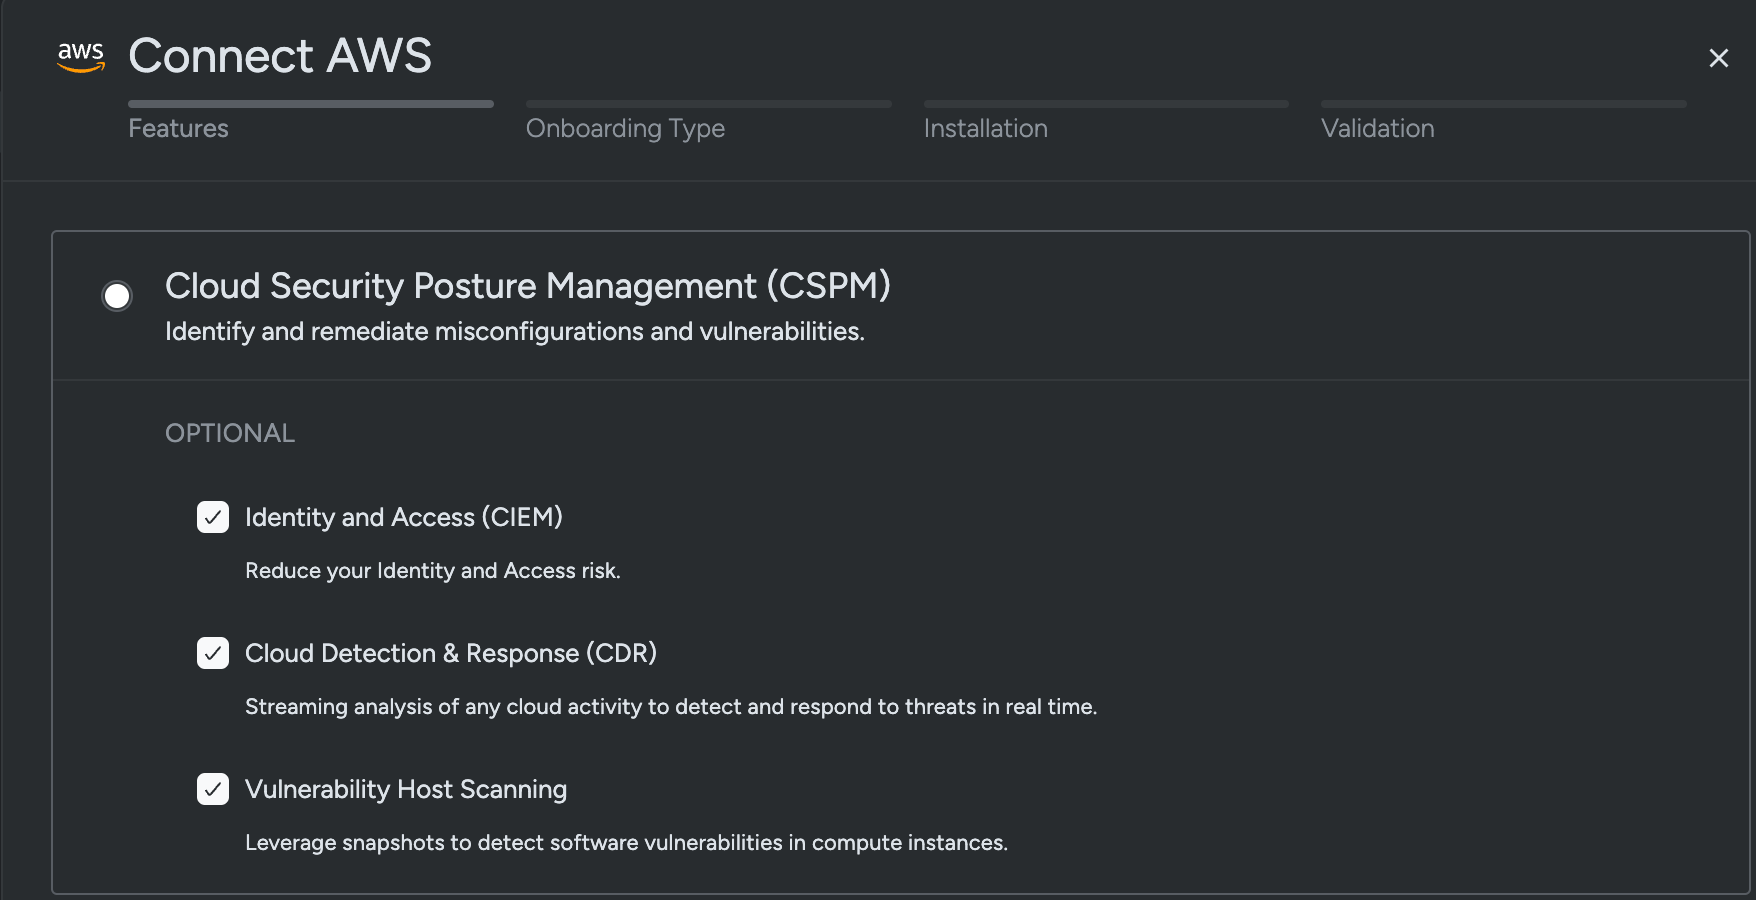 aws Connect AWS
Features Onboarding Type Installation Validation
Cloud Security Posture Management (CSPM)
Identify and remediate misconfigurations and vulnerabilities.
OPTIONAL
Identity and Access (CIEM)
Reduce your Identity and Access risk.
Cloud Detection & Response (CDR)
Streaming analysis of any cloud activity to detect and respond to threats in real time.
Vulnerability Host Scanning
Leverage snapshots to detect software vulnerabilities in compute instances.